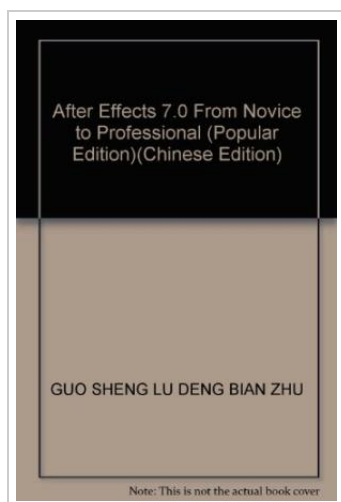 After Effects 7.0 From Novice
to Professional (Popular
Edition)(Chinese Edition)
GUO SHENG LU DENG BIAN ZHU
Note: This is not the actual book cover